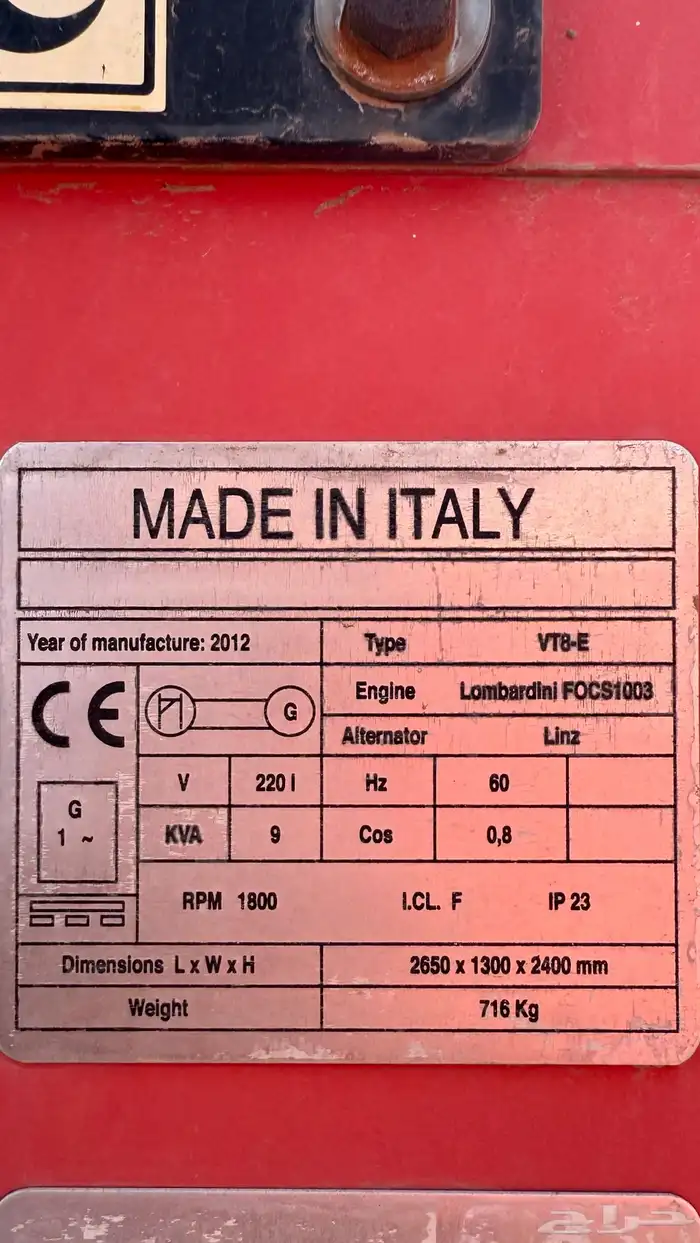 MADE IN ITALY
Year of manufacture: 2012
Type VT8-E
CE
G
Engine Lombardini FOCS1003
Alternator Linz
V 220 I Hz 60
G
1 ~
KVA 9 Cos 0,8
RPM 1800 I.CL. F IP 23
Dimensions L x W x H 2650 x 1300 x 2400 mm
Weight 716 Kg
حراج